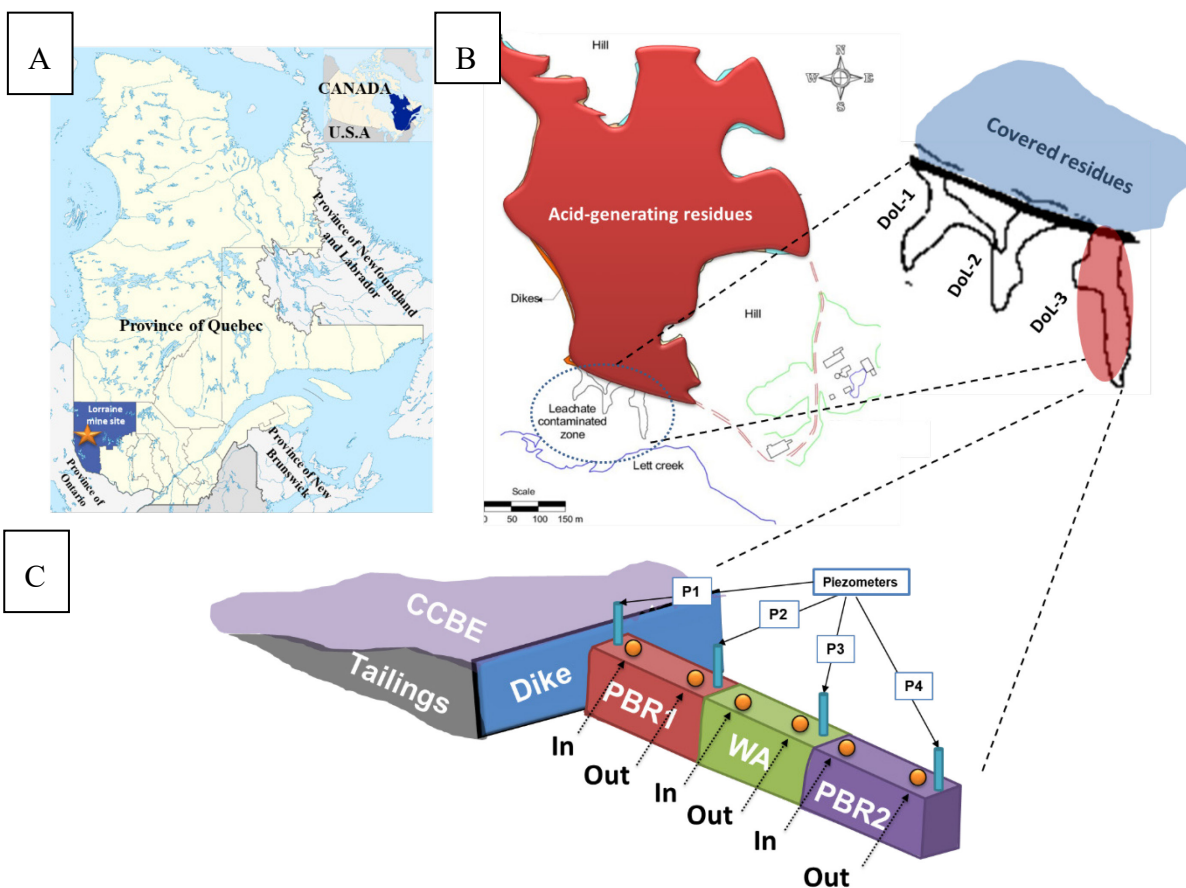 A
CANADA
U.S.A
Province of Newfoundland
and Labrador
Province of Quebec
Lorraine
mine site
Province of
Ontario
Province of New
Brunswick
B
Hill
N
W E
S
Acid-generating residues
Dikes
Hill
Leachate
contaminated
zone
Lett creek
Scale
0 50 100 150 m
Covered residues
DoL-1
DoL-2
DoL-3
C
CCBE
Tailings
Dike
P1
Piezometers
P2
P3
P4
PBR1
WA
PBR2
In
Out
In
Out
In
Out